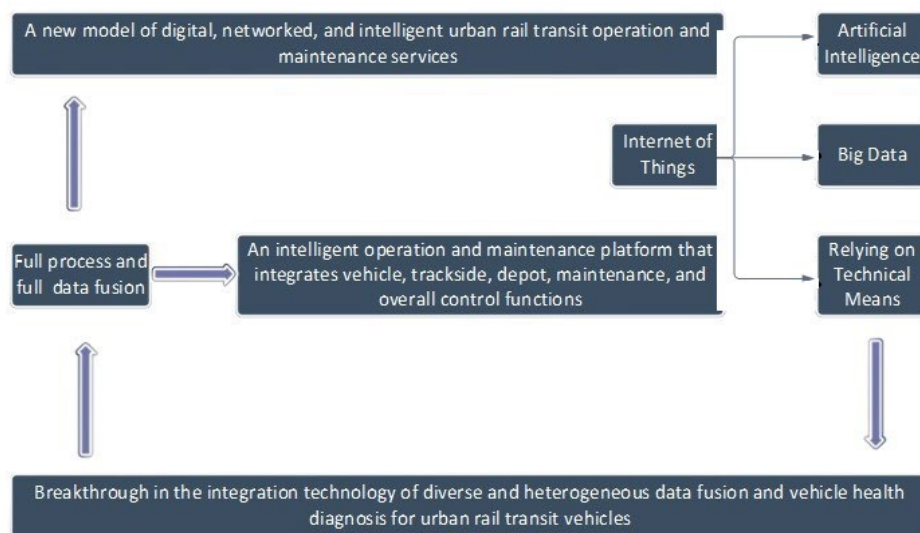 A new model of digital, networked, and intelligent urban rail transit operation and
maintenance services
Artificial
Intelligence
Internet of
Things
Big Data
Full process and
full data fusion
An intelligent operation and maintenance platform that
integrates vehicle, trackside, depot, maintenance, and
overall control functions
Relying on
Technical
Means
Breakthrough in the integration technology of diverse and heterogeneous data fusion and vehicle health
diagnosis for urban rail transit vehicles